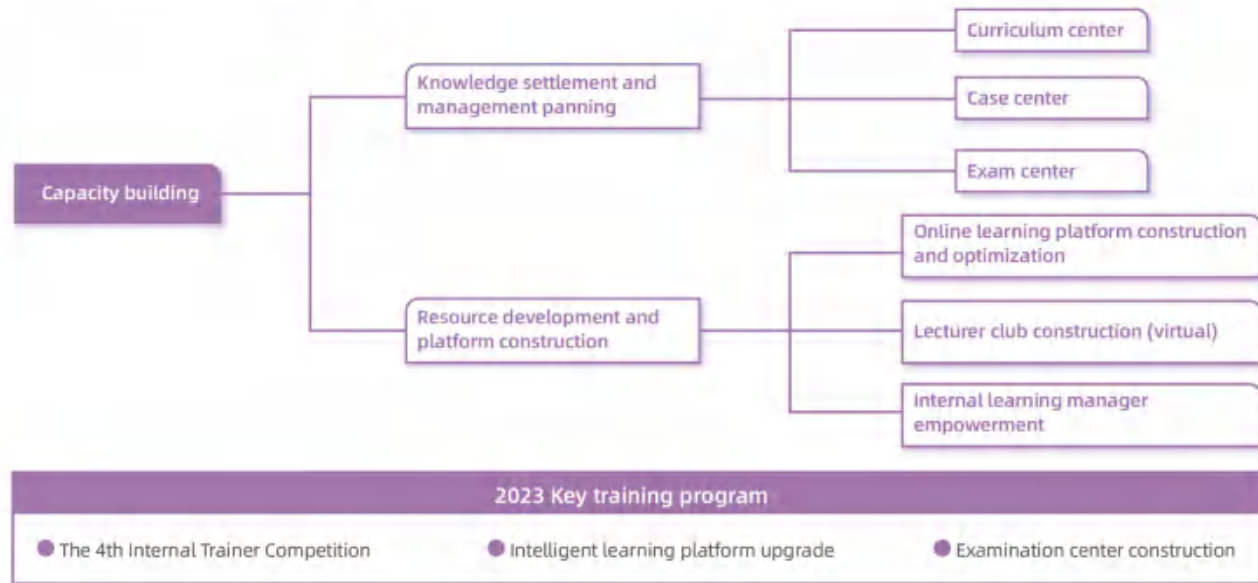 Capacity building
Knowledge settlement and
management panning
Curriculum center
Case center
Exam center
Resource development and
platform construction
Online learning platform construction
and optimization
Lecturer club construction (virtual)
Internal learning manager
empowerment
2023 Key training program
The 4th Internal Trainer Competition
Intelligent learning platform upgrade
Examination center construction